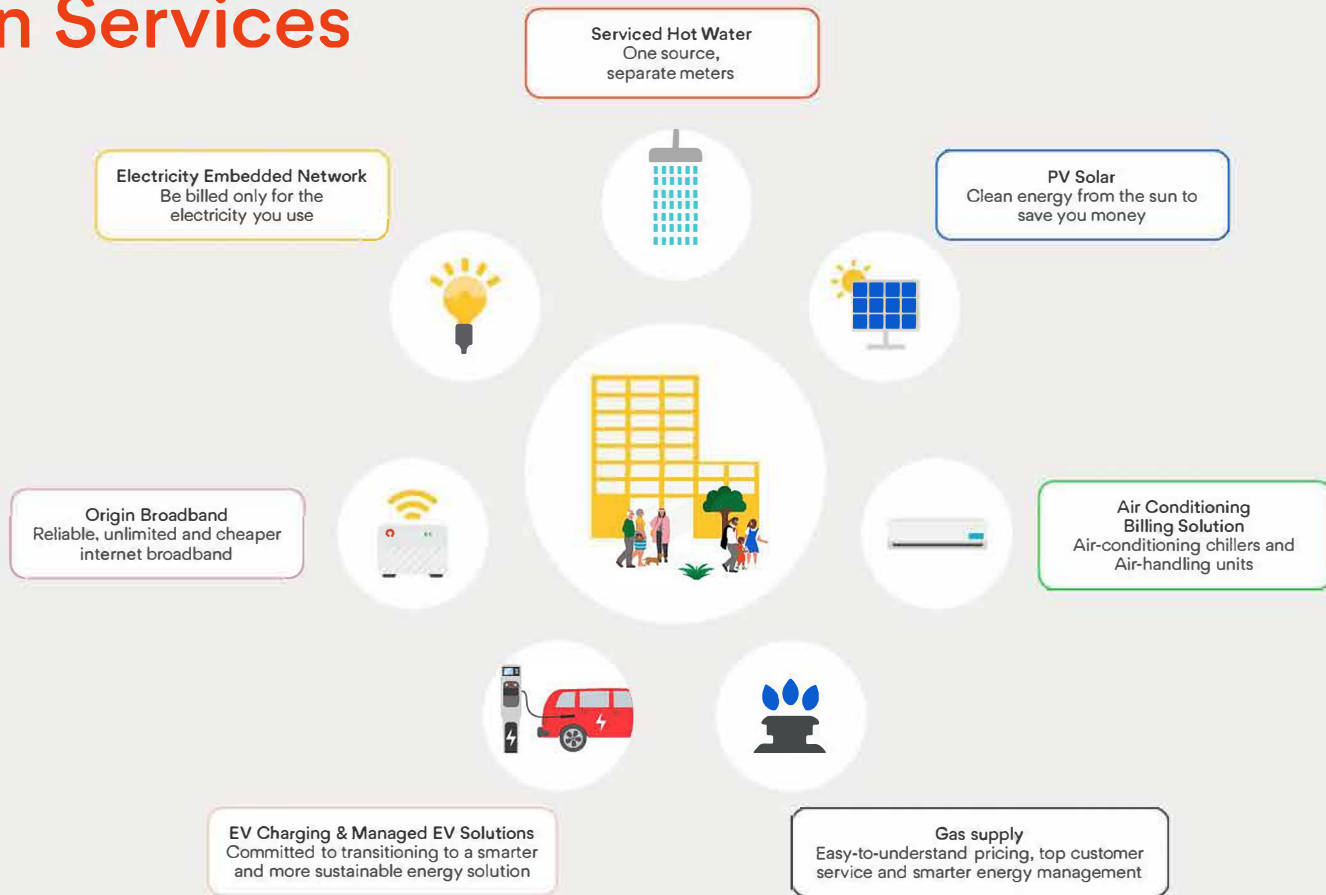 n Services
Serviced Hot Water
One source,
separate meters
Electricity Embedded Network
Be billed only for the
electricity you use
PV Solar
Clean energy from the sun to
save you money
Origin Broadband
Reliable, unlimited and cheaper
internet broadband
Air Conditioning
Billing Solution
Air-conditioning chillers and
Air-handling units
EV Charging & Managed EV Solutions
Committed to transitioning to a smarter
and more sustainable energy solution
Gas supply
Easy-to-understand pricing, top customer
service and smarter energy management